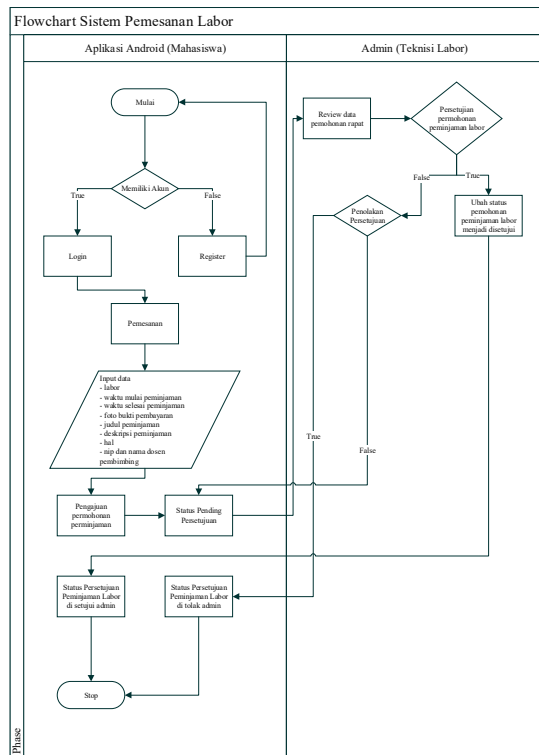 Flowchart Sistem Pemesanan Labor
Aplikasi Android (Mahasiswa)
Admin (Teknisi Labor)
Mulai
Memiliki Akun
True
False
Login
Register
Pemesanan
Input data
- labor
- waktu mulai peminjaman
- waktu selesai peminjaman
- foto bukti pembayaran
- judul peminjaman
- deskripsi peminjaman
- hal
- nip dan nama dosen
pembimbing
Pengajuan
permohonan
perminjaman
Status Pending
Persetujuan
Status Persetujuan
Peminjaman Labor
di setujui admin
Status Persetujuan
Peminjaman Labor
di tolak admin
Stop
Review data
pemohonan rapat
Persetujian
permohonan
peminjaman labor
False
True
Penolakan
Persetujuan
Ubah status
pemohonan
peminjaman labor
menjadi disetujui
True
False
Phase